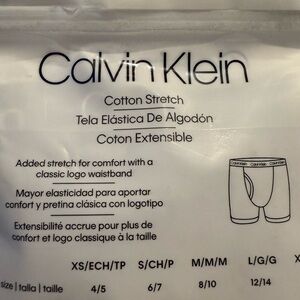 Calvin Klein
Cotton Stretch
Tela Elástica De Algodón
Coton Extensible
Added stretch for comfort with a
classic logo waistband
Mayor elasticidad para aportar
confort y pretina clásica con logotipo
Extensibilité accrue pour plus de
confort et logo classique à la taille
XS/ECH/TP S/CH/P M/M/M L/G/G X
size | talla | taille 4/5 6/7 8/10 12/14